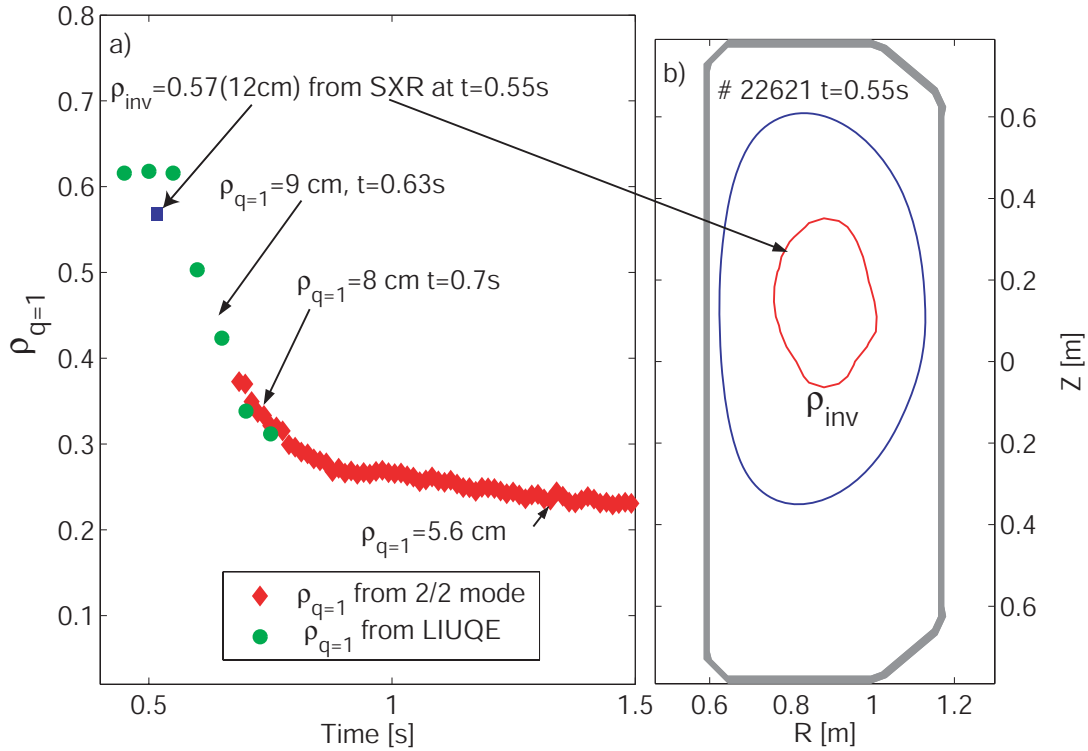 a)
ρinv=0.57(12cm) from SXR at t=0.55s
ρq=1=9 cm, t=0.63s
ρq=1=8 cm t=0.7s
ρq=1=5.6 cm
ρq=1 from 2/2 mode
ρq=1 from LIUQE
ρq=1
0.8
0.7
0.6
0.5
0.4
0.3
0.2
0.1
0.5
1
1.5
Time [s]
b)
# 22621 t=0.55s
ρinv
0.6
0.4
0.2
0
0.2
0.4
0.6
Z [m]
0.6
0.8
1
1.2
R [m]